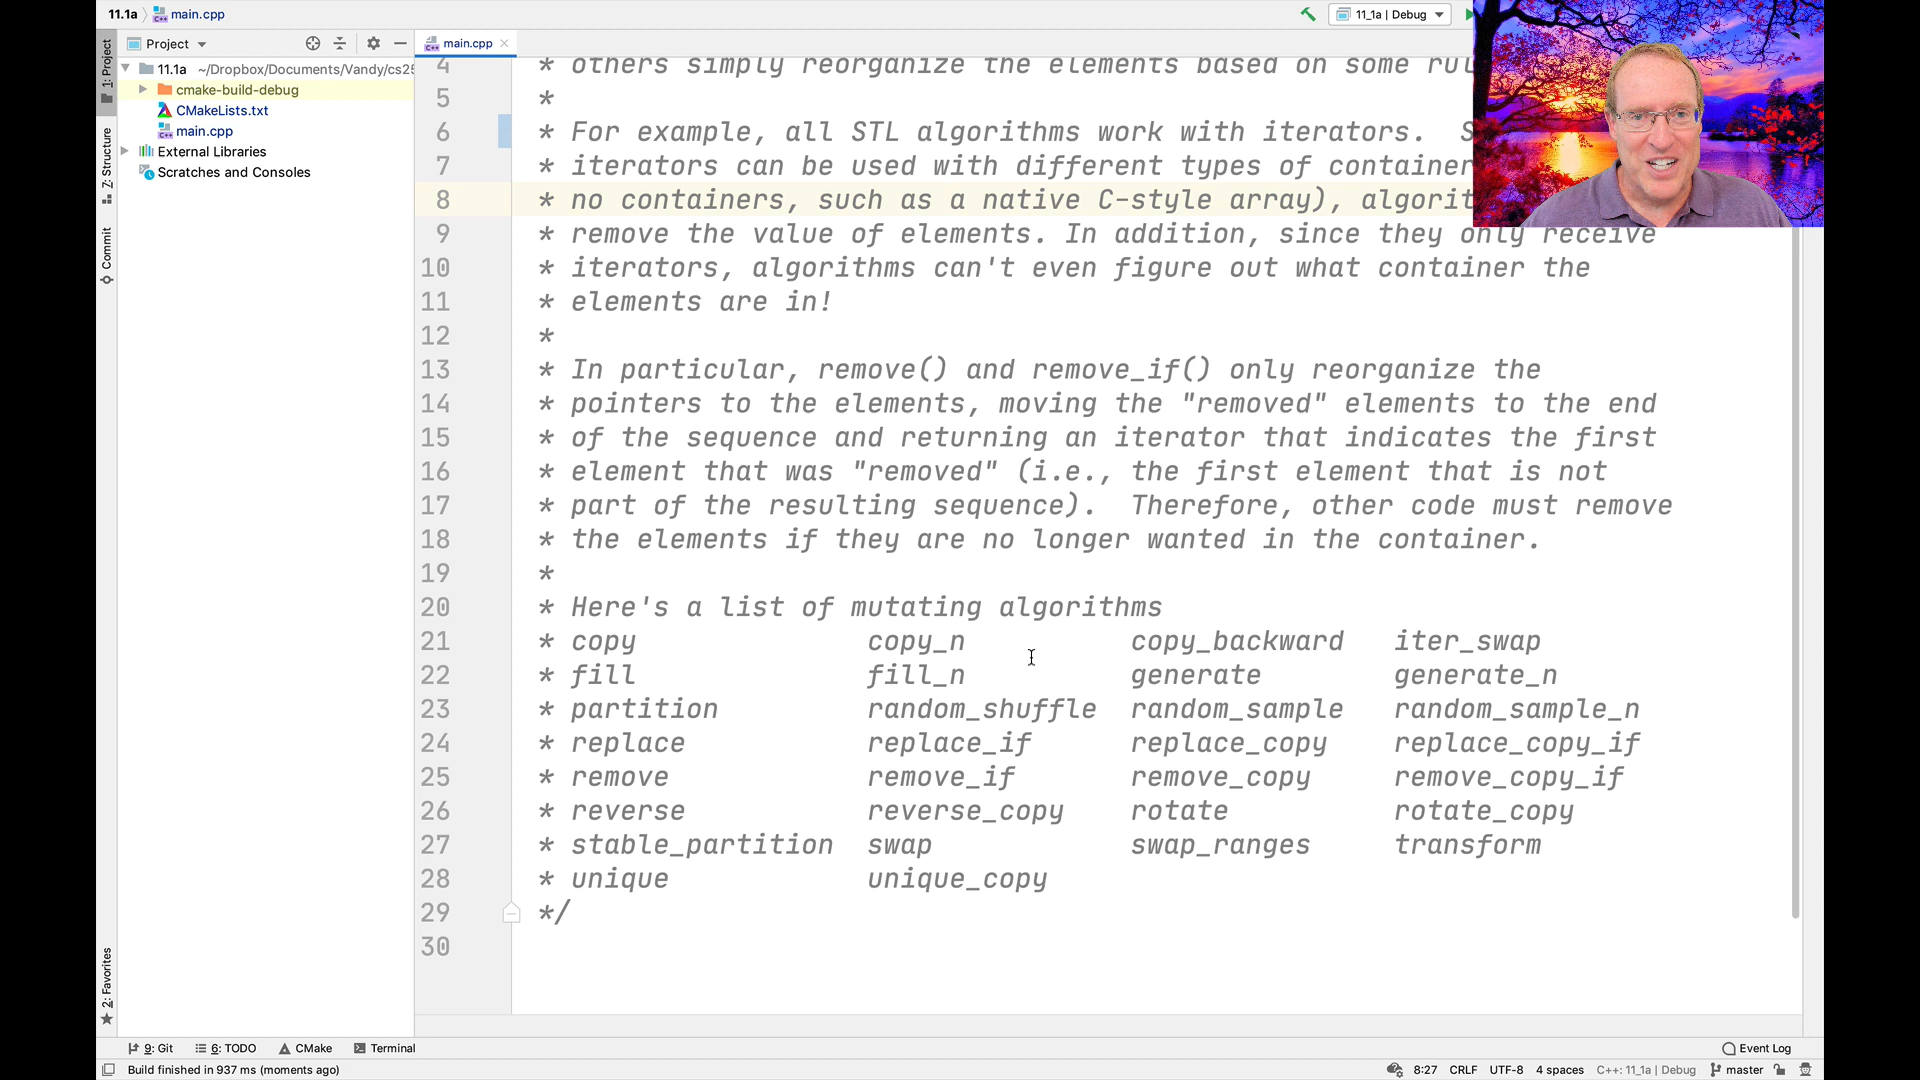 11.1a main.cpp
11_1a | Debug
Project
main.cpp
11.1a ~/Dropbox/Documents/Vandy/cs25
cmake-build-debug
CMakeLists.txt
main.cpp
External Libraries
Scratches and Consoles
1: Project
7: Structure
Commit
2: Favorites
4 * others simply reorganize the elements based on some rul
5 *
6 * For example, all STL algorithms work with iterators. S
7 * iterators can be used with different types of container
8 * no containers, such as a native C-style array), algorit
9 * remove the value of elements. In addition, since they only receive
10 * iterators, algorithms can't even figure out what container the
11 * elements are in!
12 *
13 * In particular, remove() and remove_if() only reorganize the
14 * pointers to the elements, moving the "removed" elements to the end
15 * of the sequence and returning an iterator that indicates the first
16 * element that was "removed" (i.e., the first element that is not
17 * part of the resulting sequence). Therefore, other code must remove
18 * the elements if they are no longer wanted in the container.
19 *
20 * Here's a list of mutating algorithms
21 * copy copy_n copy_backward iter_swap
22 * fill fill_n generate generate_n
23 * partition random_shuffle random_sample random_sample_n
24 * replace replace_if replace_copy replace_copy_if
25 * remove remove_if remove_copy remove_copy_if
26 * reverse reverse_copy rotate rotate_copy
27 * stable_partition swap swap_ranges transform
28 * unique unique_copy
29 */
30
9: Git 6: TODO CMake Terminal Event Log
Build finished in 937 ms (moments ago) 8:27 CRLF UTF-8 4 spaces C++: 11_1a | Debug master